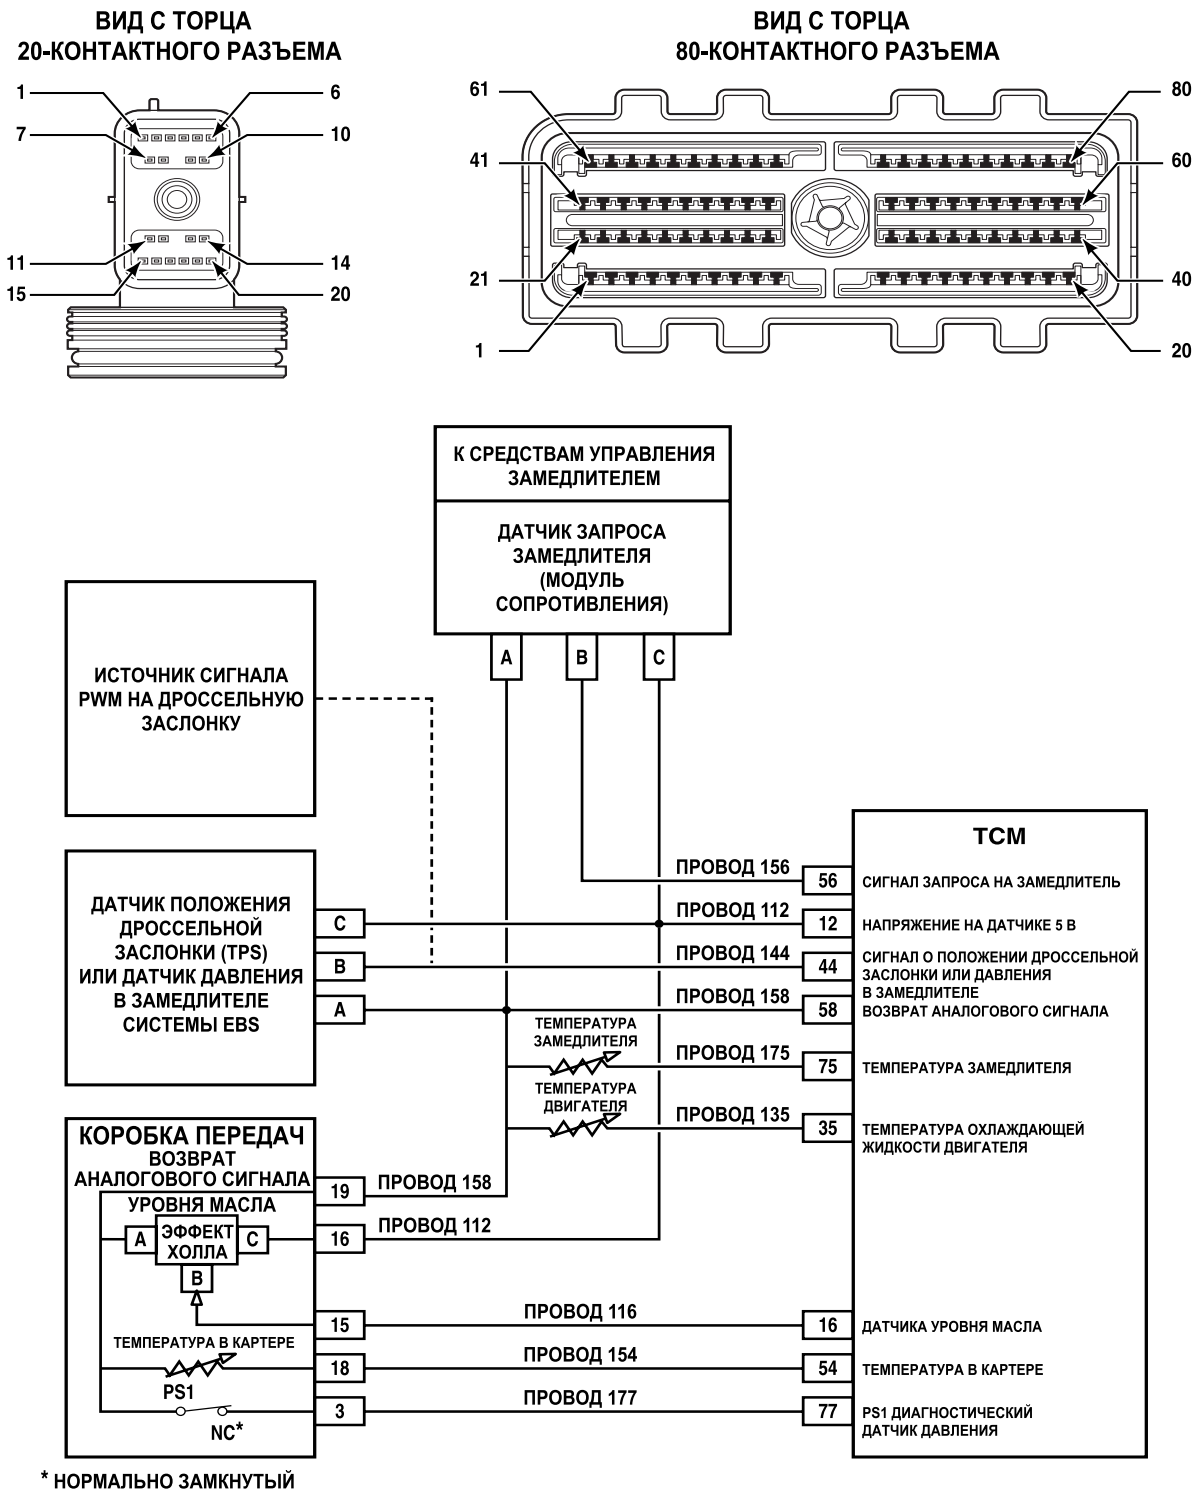 ВИД С ТОРЦА
20-КОНТАКТНОГО РАЗЪЕМА
1
6
7
10
11
14
15
20
ВИД С ТОРЦА
80-КОНТАКТНОГО РАЗЪЕМА
61
80
41
60
21
40
1
20
К СРЕДСТВАМ УПРАВЛЕНИЯ
ЗАМЕДЛИТЕЛЕМ
ДАТЧИК ЗАПРОСА
ЗАМЕДЛИТЕЛЯ
(МОДУЛЬ
СОПРОТИВЛЕНИЯ)
A
B
C
ИСТОЧНИК СИГНАЛА
PWM НА ДРОССЕЛЬНУЮ
ЗАСЛОНКУ
ДАТЧИК ПОЛОЖЕНИЯ
ДРОССЕЛЬНОЙ
ЗАСЛОНКИ (TPS)
ИЛИ ДАТЧИК ДАВЛЕНИЯ
В ЗАМЕДЛИТЕЛЕ
СИСТЕМЫ EBS
C
B
A
TCM
ПРОВОД 156
56
СИГНАЛ ЗАПРОСА НА ЗАМЕДЛИТЕЛЬ
ПРОВОД 112
12
НАПРЯЖЕНИЕ НА ДАТЧИКЕ 5 В
ПРОВОД 144
44
СИГНАЛ О ПОЛОЖЕНИИ ДРОССЕЛЬНОЙ
ЗАСЛОНКИ ИЛИ ДАВЛЕНИЯ
В ЗАМЕДЛИТЕЛЕ
ПРОВОД 158
58
ВОЗВРАТ АНАЛОГОВОГО СИГНАЛА
ТЕМПЕРАТУРА
ЗАМЕДЛИТЕЛЯ
ПРОВОД 175
75
ТЕМПЕРАТУРА ЗАМЕДЛИТЕЛЯ
ТЕМПЕРАТУРА
ДВИГАТЕЛЯ
ПРОВОД 135
35
ТЕМПЕРАТУРА ОХЛАЖДАЮЩЕЙ
ЖИДКОСТИ ДВИГАТЕЛЯ
КОРОБКА ПЕРЕДАЧ
ВОЗВРАТ
АНАЛОГОВОГО СИГНАЛА
19
ПРОВОД 158
УРОВНЯ МАСЛА
A
ЭФФЕКТ
ХОЛЛА
C
16
ПРОВОД 112
B
15
ПРОВОД 116
16
ДАТЧИКА УРОВНЯ МАСЛА
ТЕМПЕРАТУРА В КАРТЕРЕ
18
ПРОВОД 154
54
ТЕМПЕРАТУРА В КАРТЕРЕ
PS1
NC*
3
ПРОВОД 177
77
PS1 ДИАГНОСТИЧЕСКИЙ
ДАТЧИК ДАВЛЕНИЯ
* НОРМАЛЬНО ЗАМКНУТЫЙ